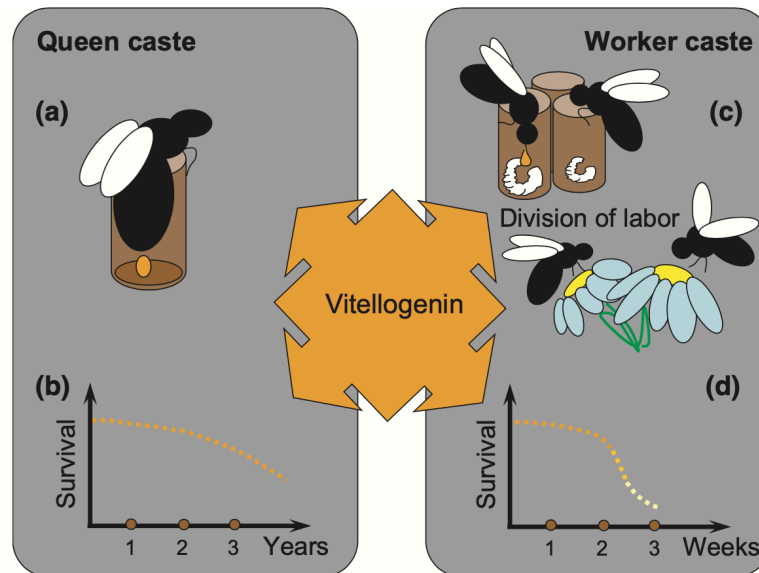 Queen caste
(a)
(b)
Survival
1 2 3 Years
Vitellogenin
Worker caste
(c)
Division of labor
(d)
Survival
1 2 3 Weeks